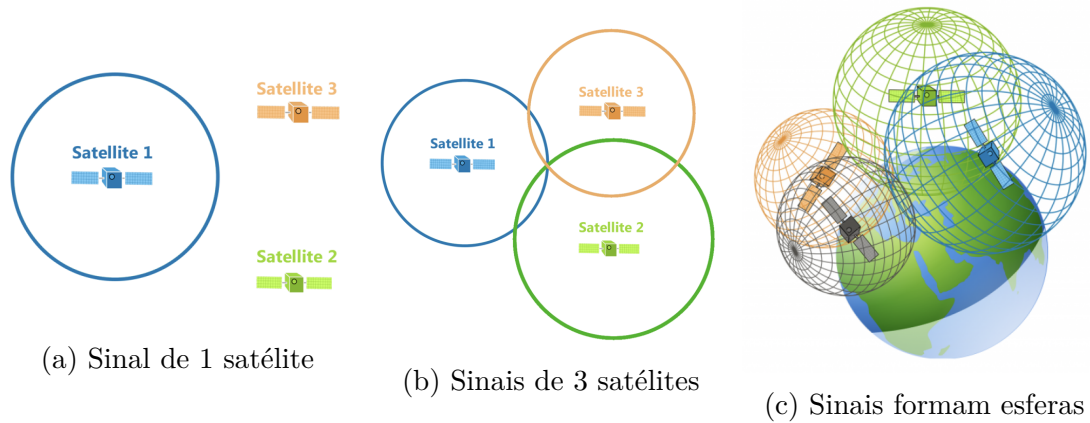 Satellite 1
Satellite 3
Satellite 2
(a) Sinal de 1 satélite
Satellite 1
Satellite 3
Satellite 2
(b) Sinais de 3 satélites
(c) Sinais formam esferas